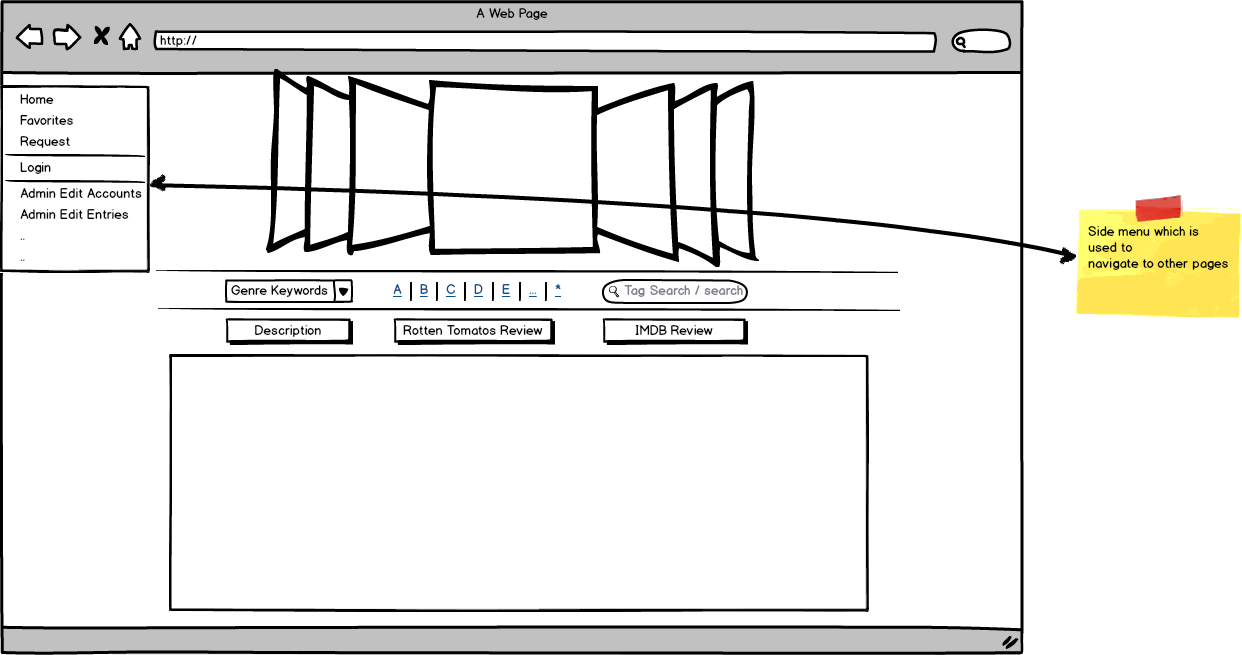 A Web Page
http://
Home
Favorites
Request
Login
Admin Edit Accounts
Admin Edit Entries
..
..
Side menu which is
used to
navigate to other pages
Genre Keywords
A | B | C | D | E | ... | *
Tag Search / search
Description
Rotten Tomatos Review
IMDB Review